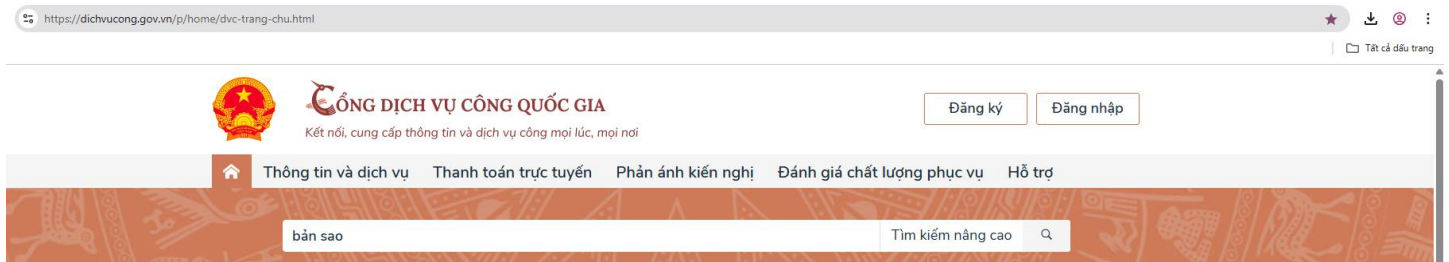 https://dichvucong.gov.vn/p/home/dvc-trang-chu.html
Tất cả dấu trang
CỔNG DỊCH VỤ CÔNG QUỐC GIA
Kết nối, cung cấp thông tin và dịch vụ công mọi lúc, mọi nơi
Đăng ký Đăng nhập
Thông tin và dịch vụ Thanh toán trực tuyến Phản ánh kiến nghị Đánh giá chất lượng phục vụ Hỗ trợ
bản sao Tìm kiếm nâng cao